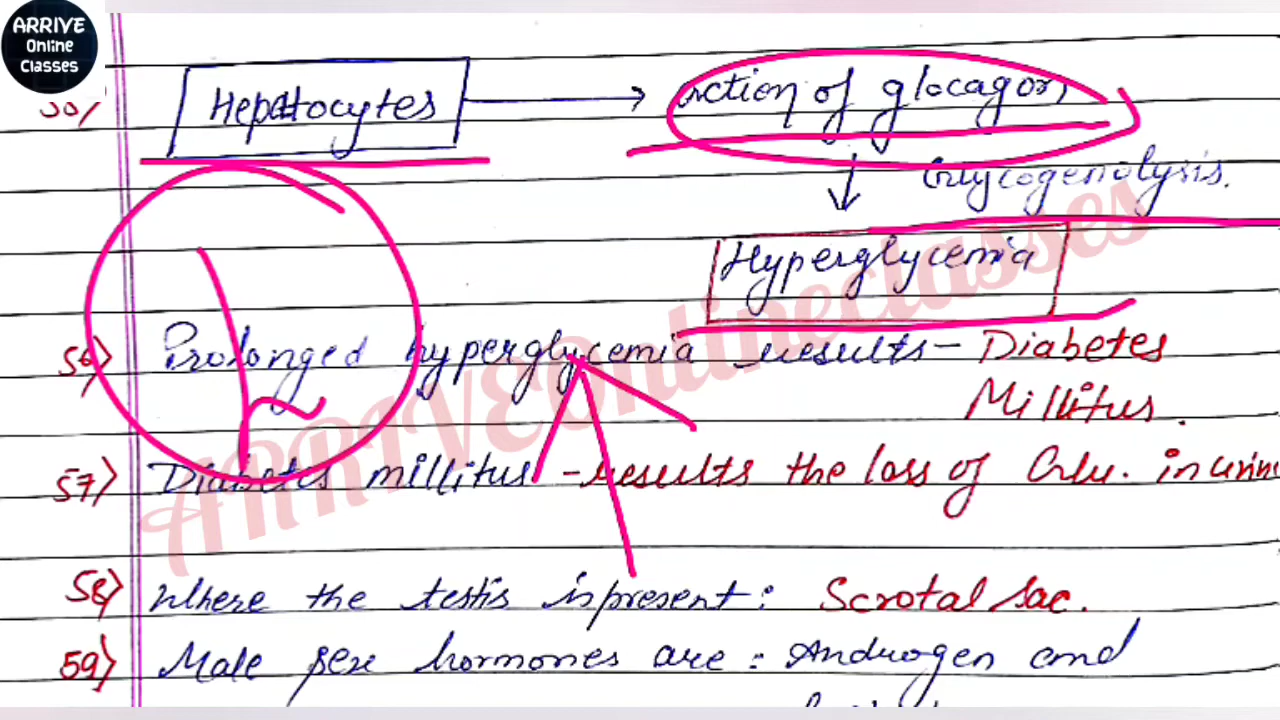 ARRIVE
Online
Classes
Hepatocytes → action of glocagon
Glycogenolysis.
Hyperglycemia
56) Prolonged hyperglycemia results - Diabetes
Millitus.
57) Diabetes millitus - results the loss of Glu. in urine
58) Where the testis is present: Scrotal sac.
59) Male sex hormones are: Androgen and
ARRIVEOnlineclasses